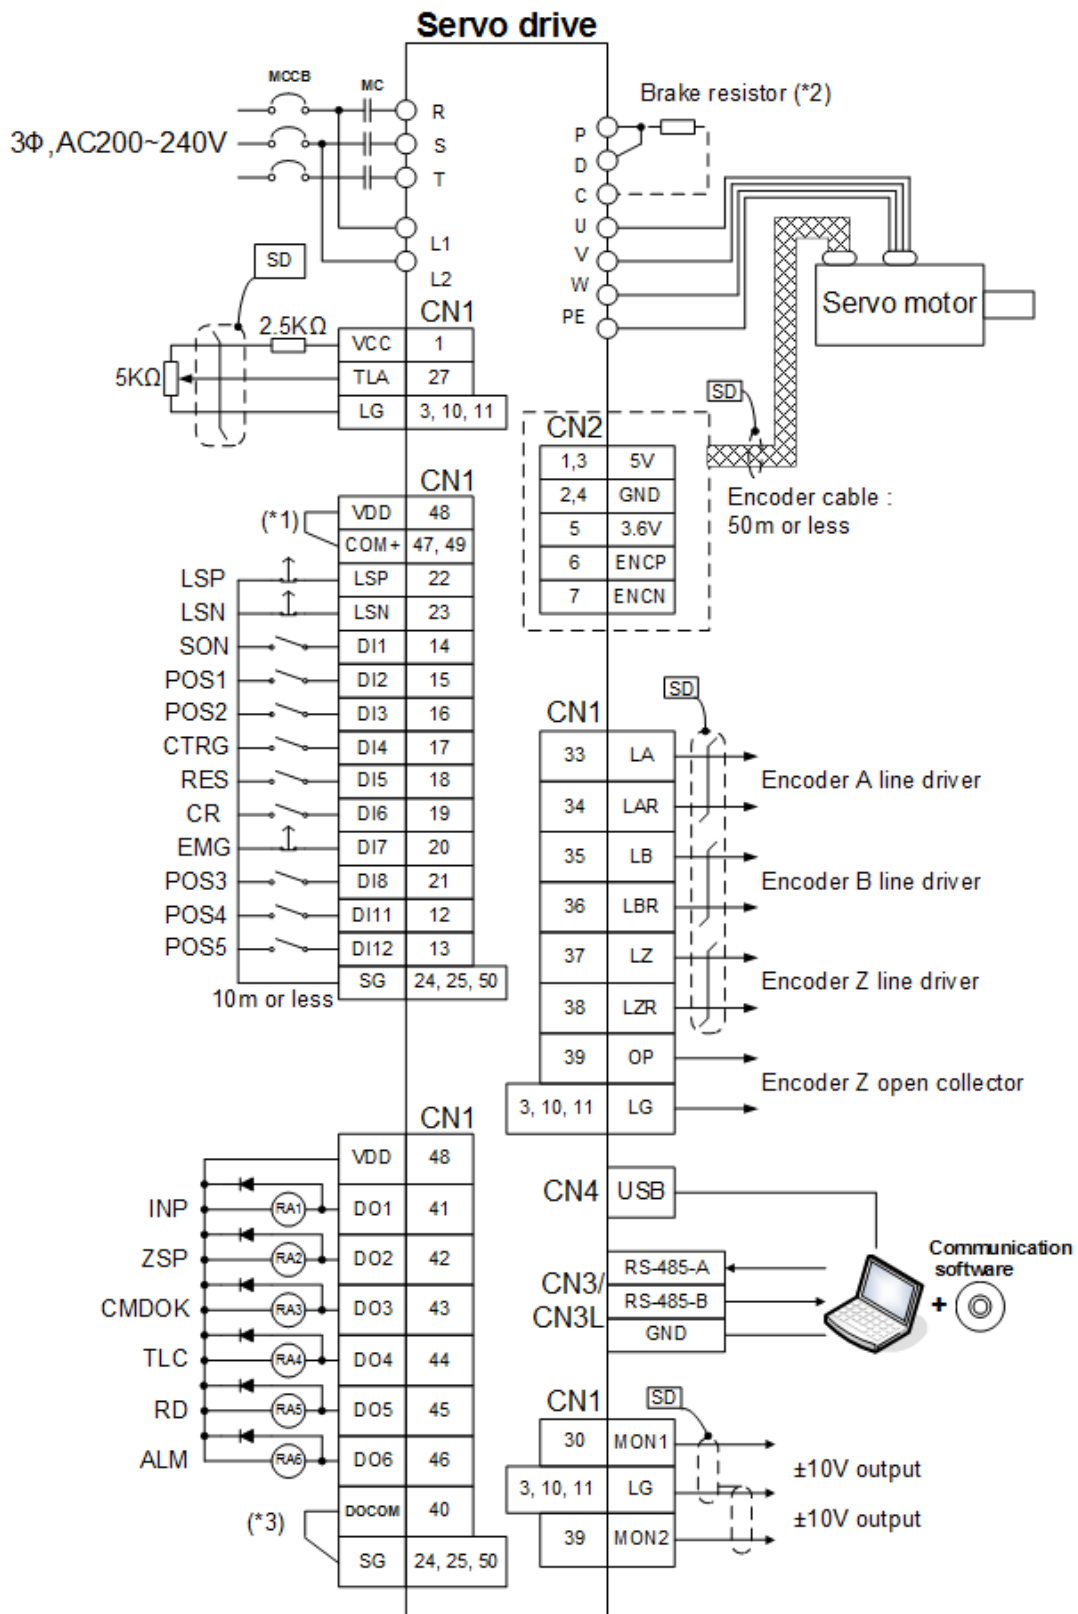 Servo drive
MCCB
MC
3Φ,AC200~240V
R
S
T
L1
L2
Brake resistor (*2)
P
D
C
U
V
W
PE
Servo motor
SD
2.5KΩ
5KΩ
CN1
VCC 1
TLA 27
LG 3, 10, 11
SD
Encoder cable :
50m or less
CN2
1,3 5V
2,4 GND
5 3.6V
6 ENCP
7 ENCN
CN1
(*1)
VDD 48
COM+ 47, 49
LSP LSP 22
LSN LSN 23
SON DI1 14
POS1 DI2 15
POS2 DI3 16
CTRG DI4 17
RES DI5 18
CR DI6 19
EMG DI7 20
POS3 DI8 21
POS4 DI11 12
POS5 DI12 13
SG 24, 25, 50
10m or less
SD
CN1
33 LA
34 LAR
Encoder A line driver
35 LB
36 LBR
Encoder B line driver
37 LZ
38 LZR
Encoder Z line driver
39 OP
3, 10, 11 LG
Encoder Z open collector
CN1
VDD 48
INP RA1 DO1 41
ZSP RA2 DO2 42
CMDOK RA3 DO3 43
TLC RA4 DO4 44
RD RA5 DO5 45
ALM RA6 DO6 46
(*3)
DOCOM 40
SG 24, 25, 50
CN4 USB
CN3/
CN3L
RS-485-A
RS-485-B
GND
Communication
software
+
CN1
SD
30 MON1
3, 10, 11 LG
39 MON2
±10V output
±10V output